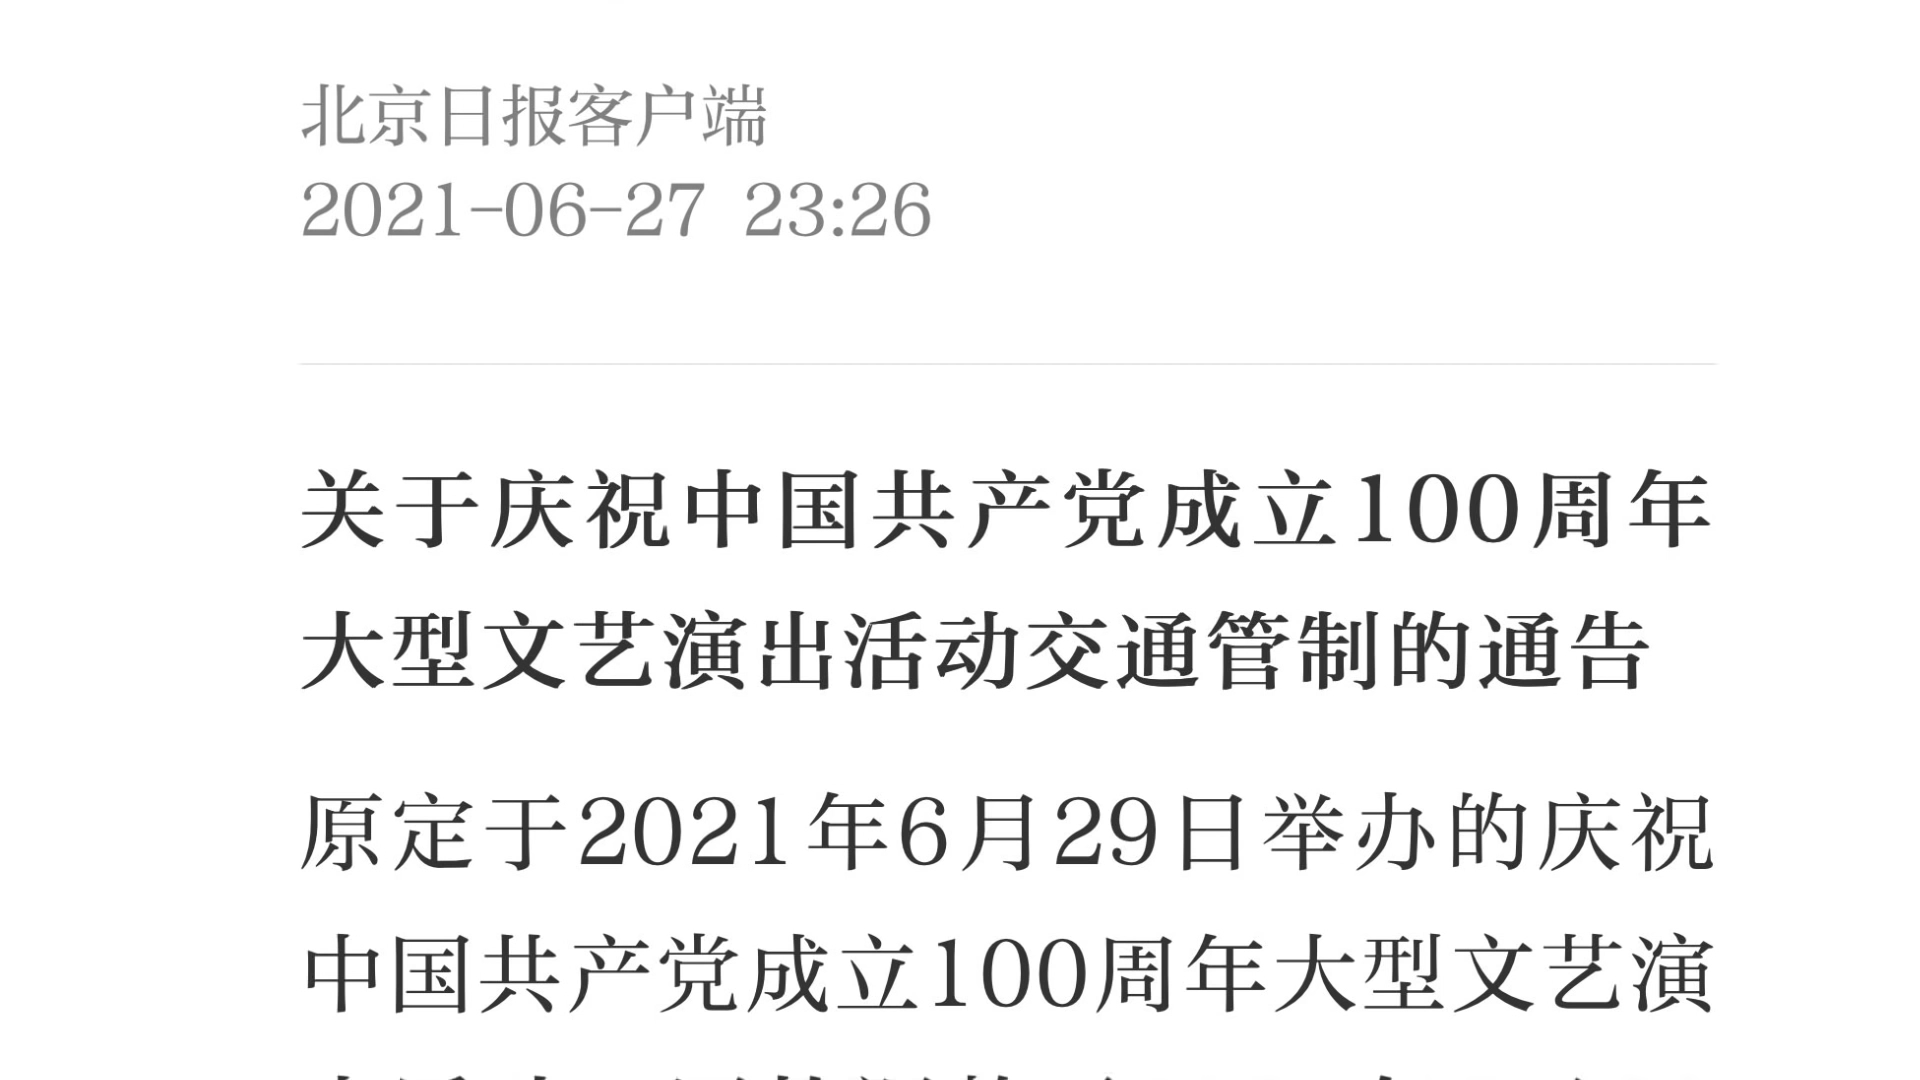 北京日报客户端
2021-06-27 23:26
关于庆祝中国共产党成立100周年
大型文艺演出活动交通管制的通告
原定于2021年6月29日举办的庆祝
中国共产党成立100周年大型文艺演